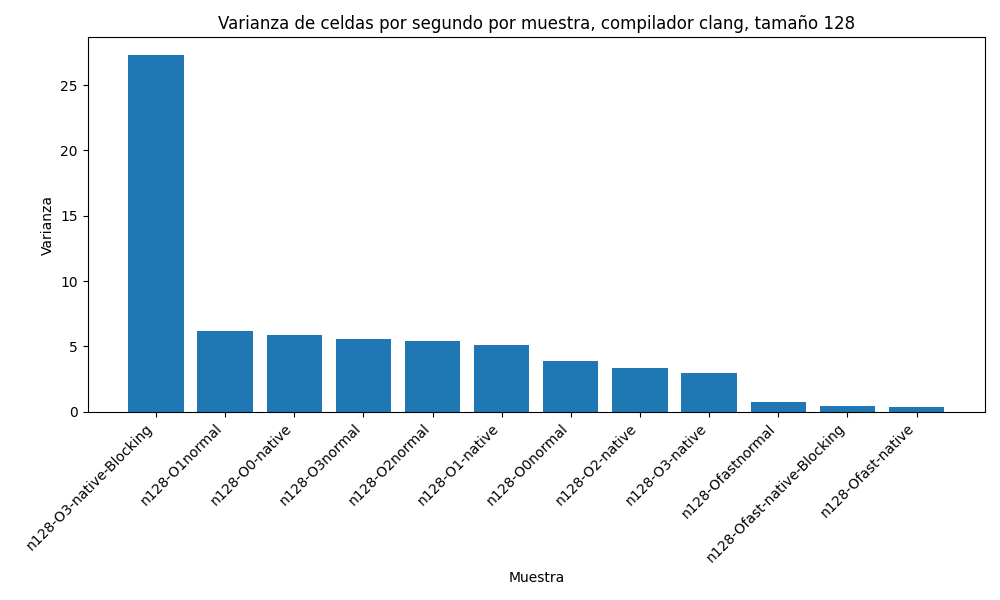 Varianza de celdas por segundo por muestra, compilador clang, tamaño 128
Varianza
25
20
15
10
5
0
n128-O3-native-Blocking
n128-O1normal
n128-O0-native
n128-O3normal
n128-O2normal
n128-O1-native
n128-O0normal
n128-O2-native
n128-O3-native
n128-Ofastnormal
n128-Ofast-native-Blocking
n128-Ofast-native
Muestra